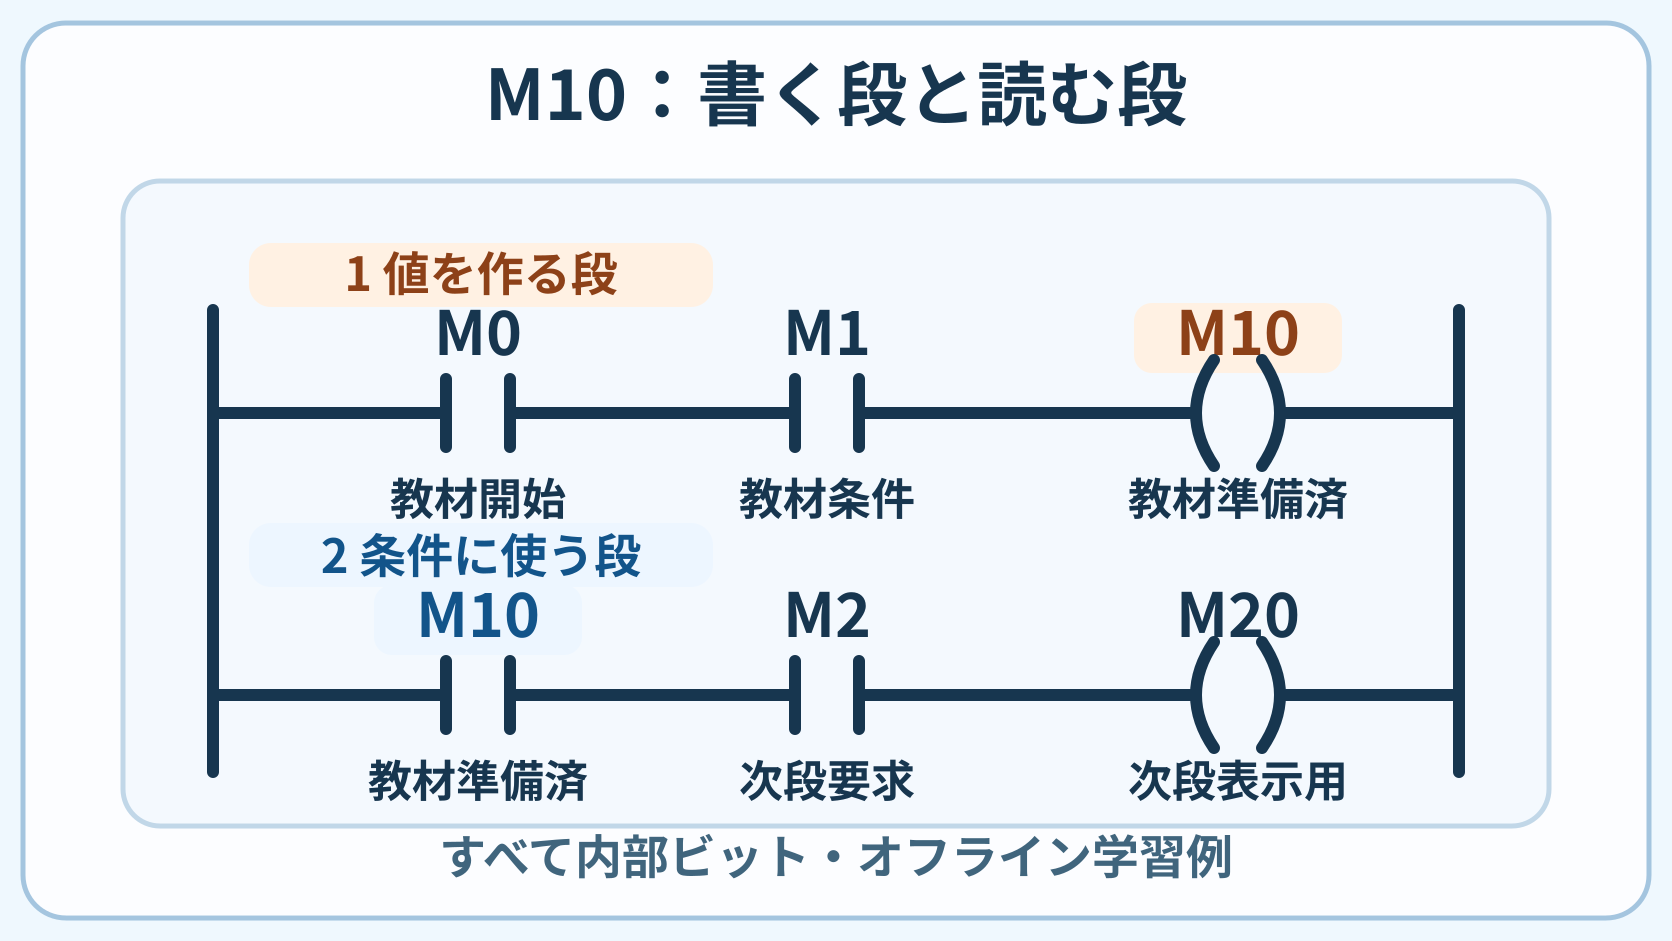 M10：書く段と読む段
1 値を作る段
M0 M1 M10
教材開始 教材条件 教材準備済
2 条件に使う段
M10 M2 M20
教材準備済 次段要求 次段表示用
すべて内部ビット・オフライン学習例